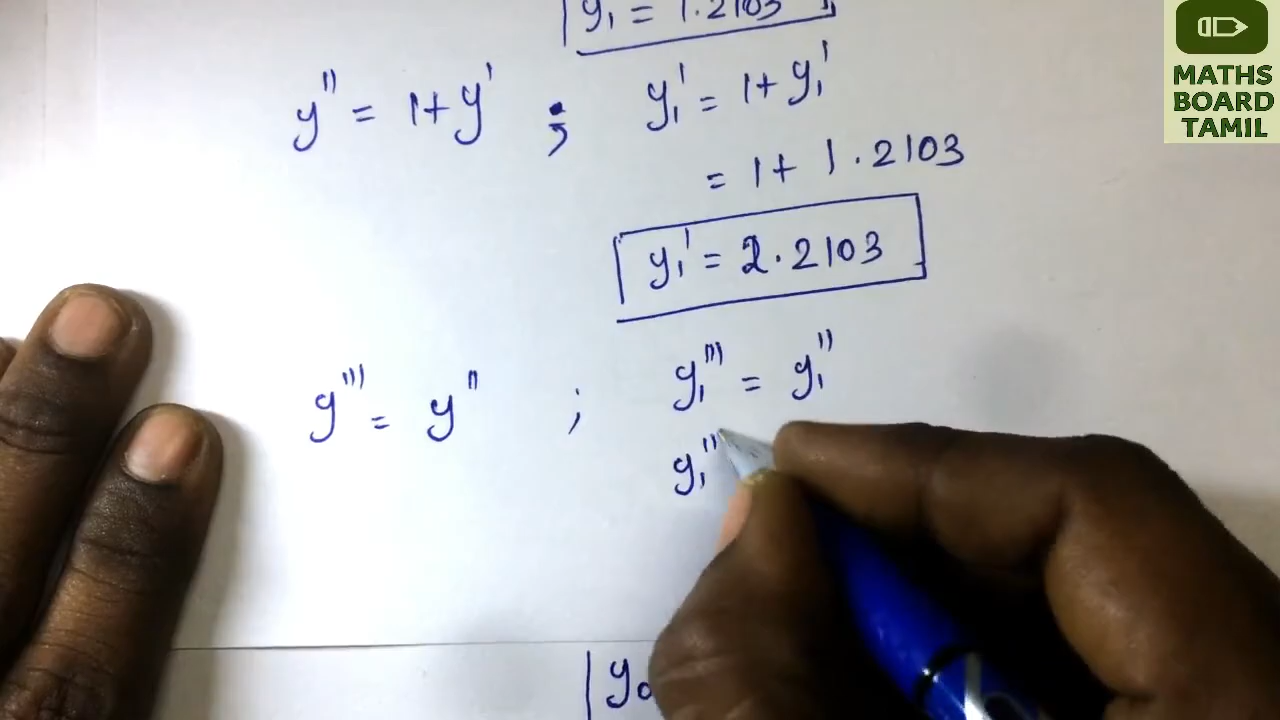 y₁ = 1.2103
y'' = 1+y' ; y₁' = 1+y₁'
= 1+ 1.2103
y₁' = 2.2103
y''' = y'' ; y₁''' = y₁''
y₁''
y₀
MATHS
BOARD
TAMIL